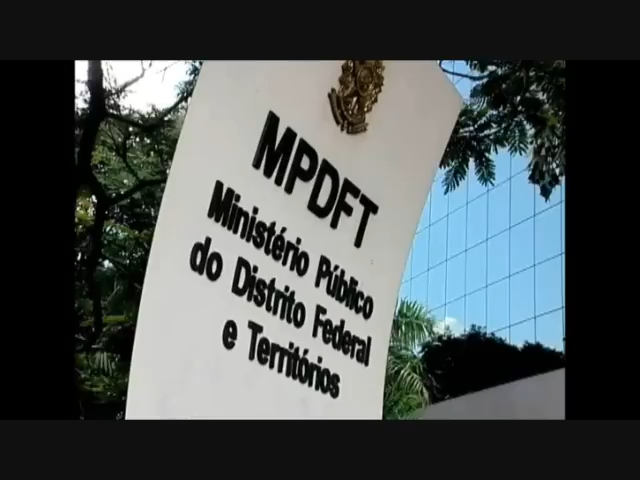 MPDFT
Ministério Público
do Distrito Federal
e Territórios